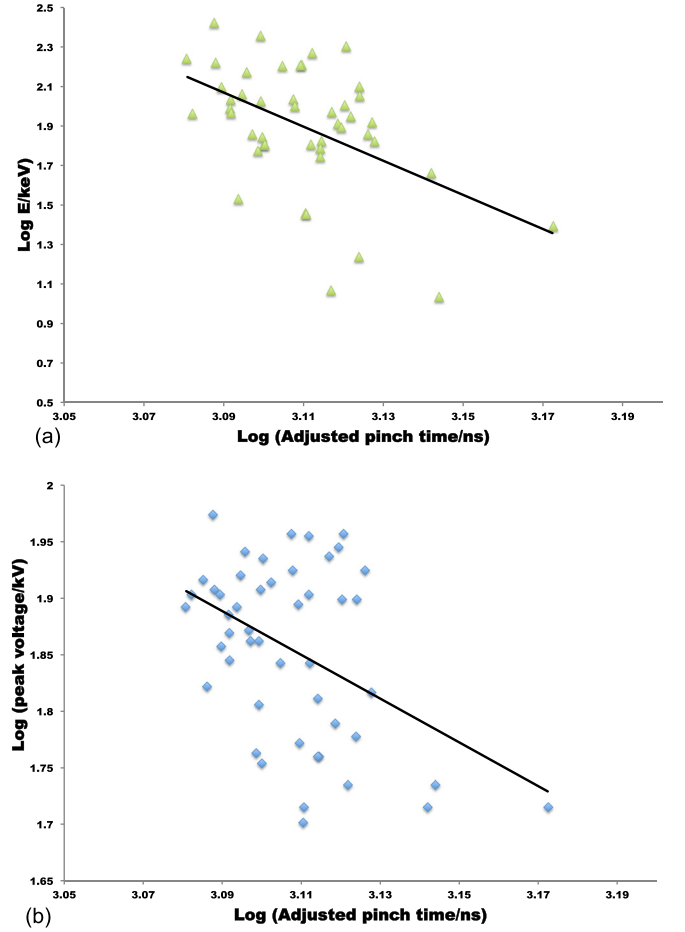 2.5
2.3
2.1
1.9
1.7
1.5
1.3
1.1
0.9
0.7
0.5
Log E/keV)
3.05 3.07 3.09 3.11 3.13 3.15 3.17 3.19
(a)
Log (Adjusted pinch time/ns)
2
1.95
1.9
1.85
1.8
1.75
1.7
1.65
Log (peak voltage/kV)
3.05 3.07 3.09 3.11 3.13 3.15 3.17 3.19
(b)
Log (Adjusted pinch time/ns)